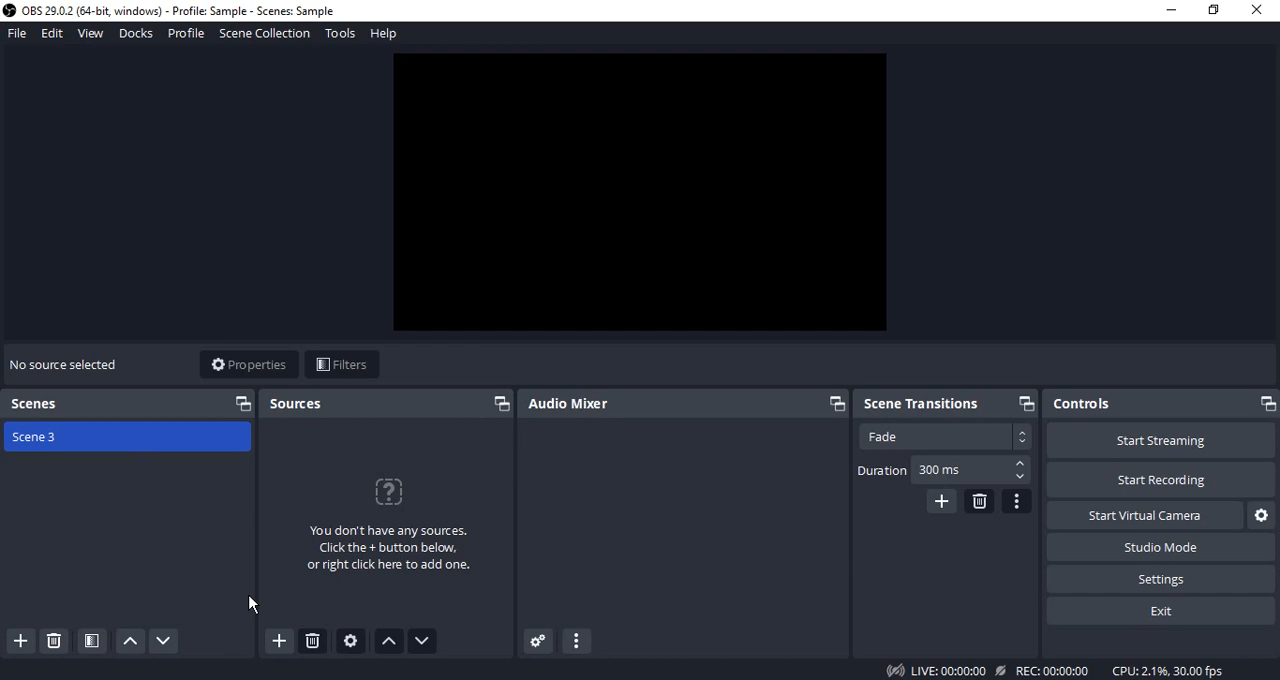 OBS 29.0.2 (64-bit, windows) - Profile: Sample - Scenes: Sample
File Edit View Docks Profile Scene Collection Tools Help
No source selected Properties Filters
Scenes
Scene 3
Sources
You don't have any sources.
Click the + button below,
or right click here to add one.
Audio Mixer
Scene Transitions
Fade
Duration 300 ms
Controls
Start Streaming
Start Recording
Start Virtual Camera
Studio Mode
Settings
Exit
LIVE: 00:00:00 REC: 00:00:00 CPU: 2.1%, 30.00 fps